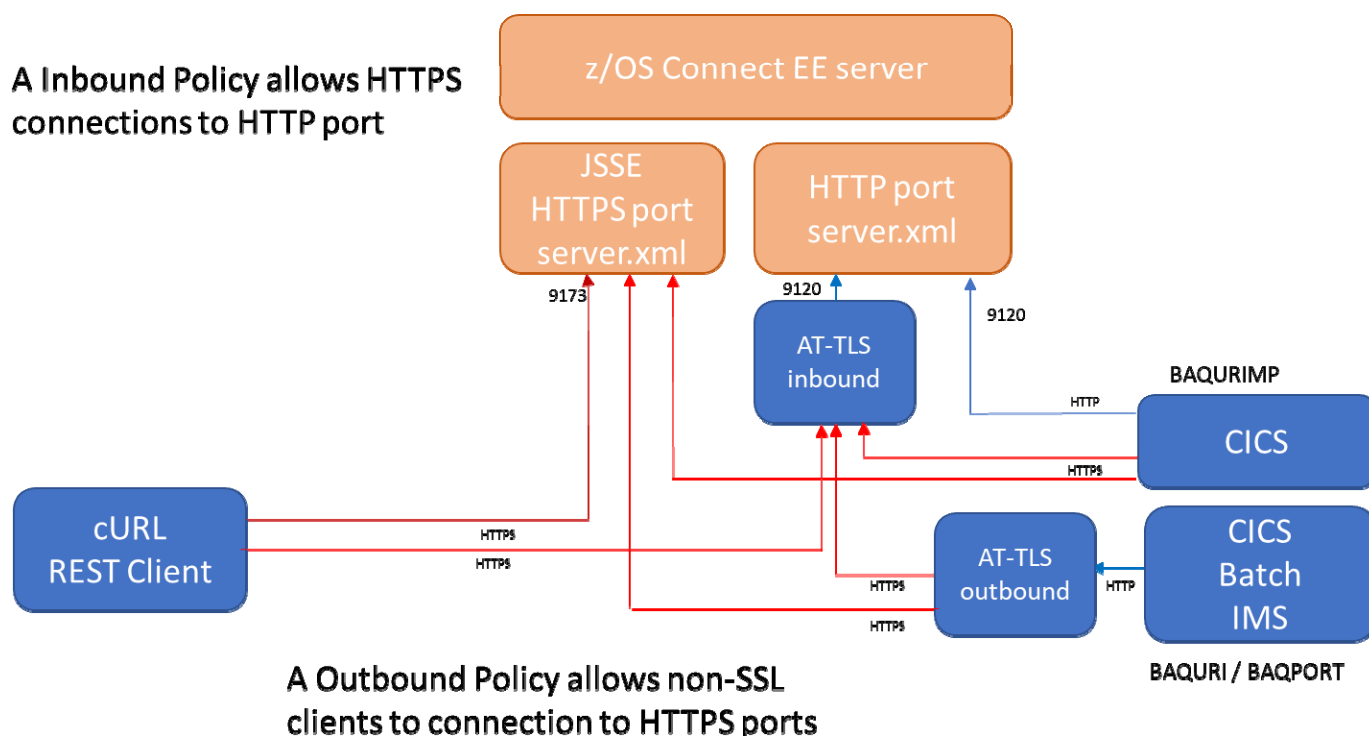 z/OS Connect EE server
A Inbound Policy allows HTTPS
connections to HTTP port
JSSE
HTTPS port
server.xml
HTTP port
server.xml
9173
9120
9120
AT-TLS
inbound
BAQURIMP
HTTP
CICS
HTTPS
cURL
REST Client
HTTPS
HTTPS
AT-TLS
outbound
HTTPS
HTTPS
HTTP
CICS
Batch
IMS
BAQURI / BAQPORT
A Outbound Policy allows non-SSL
clients to connection to HTTPS ports